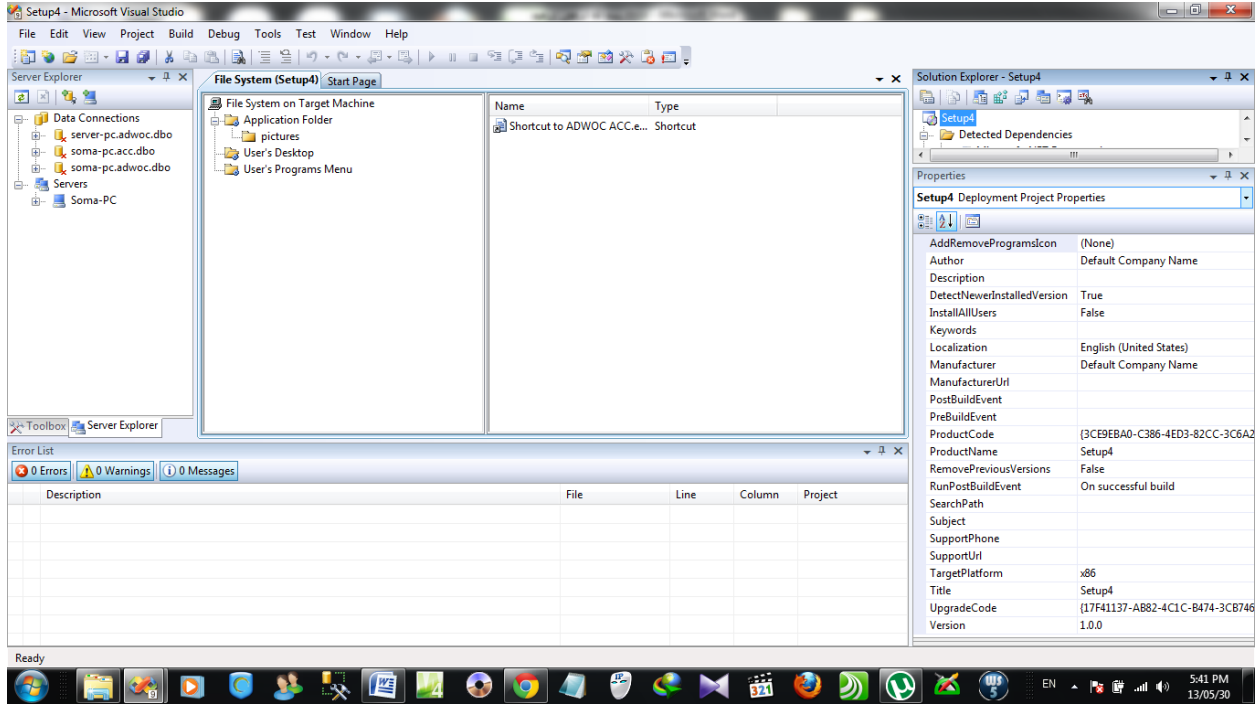 Setup4 - Microsoft Visual Studio
File Edit View Project Build Debug Tools Test Window Help
Server Explorer
Data Connections
server-pc.adwoc.dbo
soma-pc.acc.dbo
soma-pc.adwoc.dbo
Servers
Soma-PC
Toolbox Server Explorer
File System (Setup4) Start Page
File System on Target Machine
Application Folder
pictures
User's Desktop
User's Programs Menu
Name Type
Shortcut to ADWOC ACC.e... Shortcut
Solution Explorer - Setup4
Setup4
Detected Dependencies
Properties
Setup4 Deployment Project Properties
AddRemoveProgramsIcon (None)
Author Default Company Name
Description
DetectNewerInstalledVersion True
InstallAllUsers False
Keywords
Localization English (United States)
Manufacturer Default Company Name
ManufacturerUrl
PostBuildEvent
PreBuildEvent
ProductCode {3CE9EBA0-C386-4ED3-82CC-3C6A2
ProductName Setup4
RemovePreviousVersions False
RunPostBuildEvent On successful build
SearchPath
Subject
SupportPhone
SupportUrl
TargetPlatform x86
Title Setup4
UpgradeCode {17F41137-AB82-4C1C-B474-3CB746
Version 1.0.0
Error List
0 Errors 0 Warnings 0 Messages
Description File Line Column Project
Ready
EN 5:41 PM
13/05/30